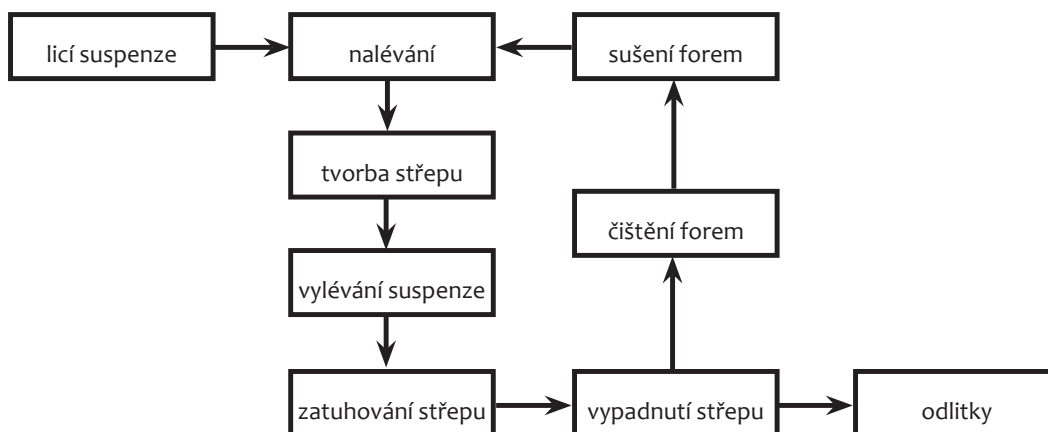 licí suspenze
nalévání
sušení forem
tvorba střepu
čištění forem
vylévání suspenze
zatuhování střepu
vypadnutí střepu
odlitky